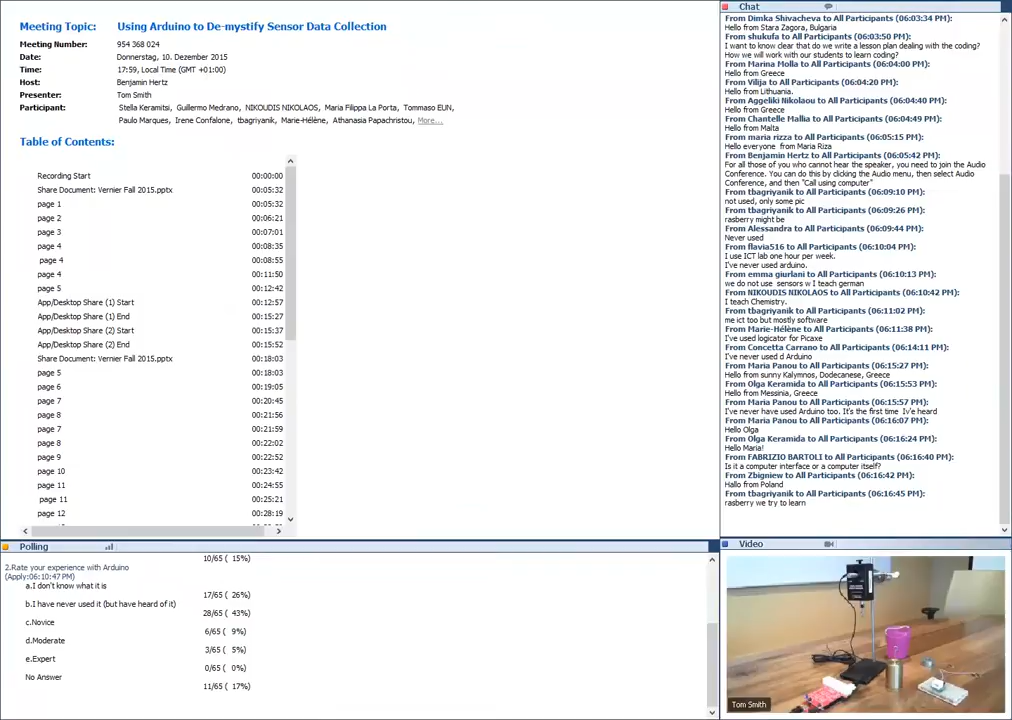 Meeting Topic: Using Arduino to De-mystify Sensor Data Collection
Meeting Number: 954 368 024
Date: Donnerstag, 10. Dezember 2015
Time: 17:59, Local Time (GMT +01:00)
Host: Benjamin Hertz
Presenter: Tom Smith
Participant: Stella Keramitsi, Guillermo Medrano, NIKOUDIS NIKOLAOS, Maria Filippa La Porta, Tommaso EUN,
Paulo Marques, Irene Confalone, tbagriyanik, Marie-Hélène, Athanasia Papachristou, More...
Table of Contents:
Recording Start 00:00:00
Share Document: Vernier Fall 2015.pptx 00:05:32
page 1 00:05:32
page 2 00:06:21
page 3 00:07:01
page 4 00:08:35
page 4 00:08:55
page 4 00:11:50
page 5 00:12:42
App/Desktop Share (1) Start 00:12:57
App/Desktop Share (1) End 00:15:27
App/Desktop Share (2) Start 00:15:37
App/Desktop Share (2) End 00:15:52
Share Document: Vernier Fall 2015.pptx 00:18:03
page 5 00:18:03
page 6 00:19:05
page 7 00:20:45
page 8 00:21:56
page 7 00:21:59
page 8 00:22:02
page 9 00:22:52
page 10 00:23:42
page 11 00:24:55
page 11 00:25:21
page 12 00:28:19
Chat
From Dimka Shivacheva to All Participants (06:03:34 PM):
Hello from Stara Zagora, Bulgaria
From shukufa to All Participants (06:03:50 PM):
I want to know clear that do we write a lesson plan dealing with the coding?
How we will work with our students to learn coding?
From Marina Molla to All Participants (06:04:00 PM):
Hello from Greece
From Vilija to All Participants (06:04:20 PM):
Hello from Lithuania.
From Aggeliki Nikolaou to All Participants (06:04:40 PM):
Hello from Greece
From Chantelle Mallia to All Participants (06:04:49 PM):
Hello from Malta
From maria rizza to All Participants (06:05:15 PM):
Hello everyone from Maria Riza
From Benjamin Hertz to All Participants (06:05:42 PM):
For all those of you who cannot hear the speaker, you need to join the Audio
Conference. You can do this by clicking the Audio menu, then select Audio
Conference, and then "Call using computer"
From tbagriyanik to All Participants (06:09:10 PM):
not used, only some pic
From tbagriyanik to All Participants (06:09:26 PM):
rasberry might be
From Alessandra to All Participants (06:09:44 PM):
Never used
From flavia516 to All Participants (06:10:04 PM):
I use ICT lab one hour per week.
I've never used arduino.
From emma giurlani to All Participants (06:10:13 PM):
we do not use sensors w I teach german
From NIKOUDIS NIKOLAOS to All Participants (06:10:42 PM):
I teach Chemistry.
From tbagriyanik to All Participants (06:11:02 PM):
me ict too but mostly software
From Marie-Hélène to All Participants (06:11:38 PM):
I've used logicator for Picaxe
From Concetta Carrano to All Participants (06:14:11 PM):
I've never used d Arduino
From Maria Panou to All Participants (06:15:27 PM):
Hello from sunny Kalymnos, Dodecanese, Greece
From Olga Keramida to All Participants (06:15:53 PM):
Hello from Messinia, Greece
From Maria Panou to All Participants (06:15:57 PM):
I've never have used Arduino too. It's the first time Iv'e heard
From Maria Panou to All Participants (06:16:07 PM):
Hello Olga
From Olga Keramida to All Participants (06:16:24 PM):
Hello Maria!
From FABRIZIO BARTOLI to All Participants (06:16:40 PM):
Is it a computer interface or a computer itself?
From Zbigniew to All Participants (06:16:42 PM):
Hallo from Poland
From tbagriyanik to All Participants (06:16:45 PM):
rasberry we try to learn
Polling
10/65 ( 15%)
2.Rate your experience with Arduino
(Apply:06:10:47 PM)
a.I don't know what it is
17/65 ( 26%)
b.I have never used it (but have heard of it)
28/65 ( 43%)
c.Novice
6/65 ( 9%)
d.Moderate
3/65 ( 5%)
e.Expert
0/65 ( 0%)
No Answer
11/65 ( 17%)
Video
Tom Smith